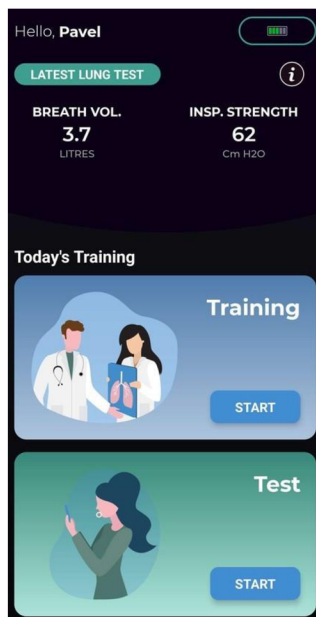 Hello, Pavel
LATEST LUNG TEST
i
BREATH VOL. INSP. STRENGTH
3.7 62
LITRES Cm H2O
Today's Training
Training
START
Test
START